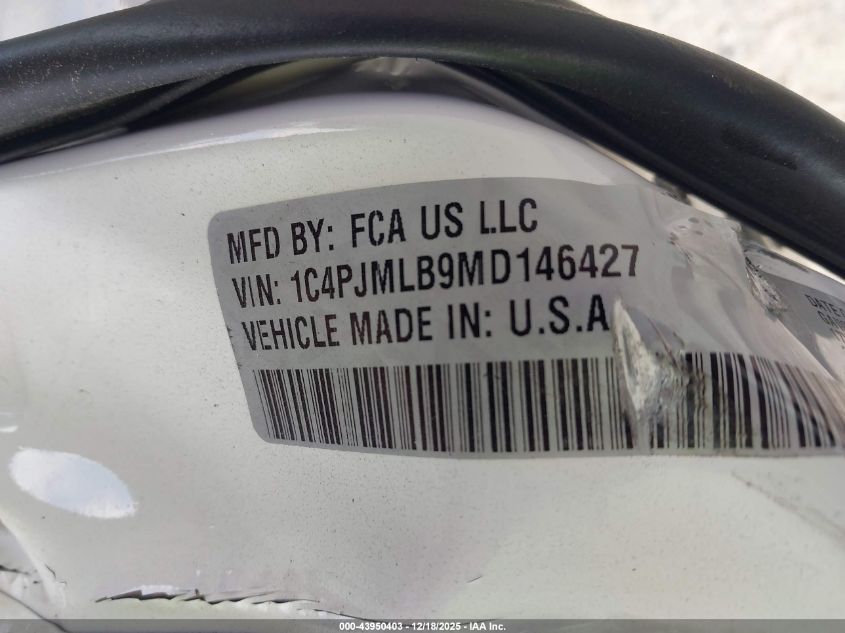 MFD BY: FCA US LLC
VIN: 1C4PJMLB9MD146427
VEHICLE MADE IN: U.S.A
000-43950403 - 12/18/2025 - IAA Inc.